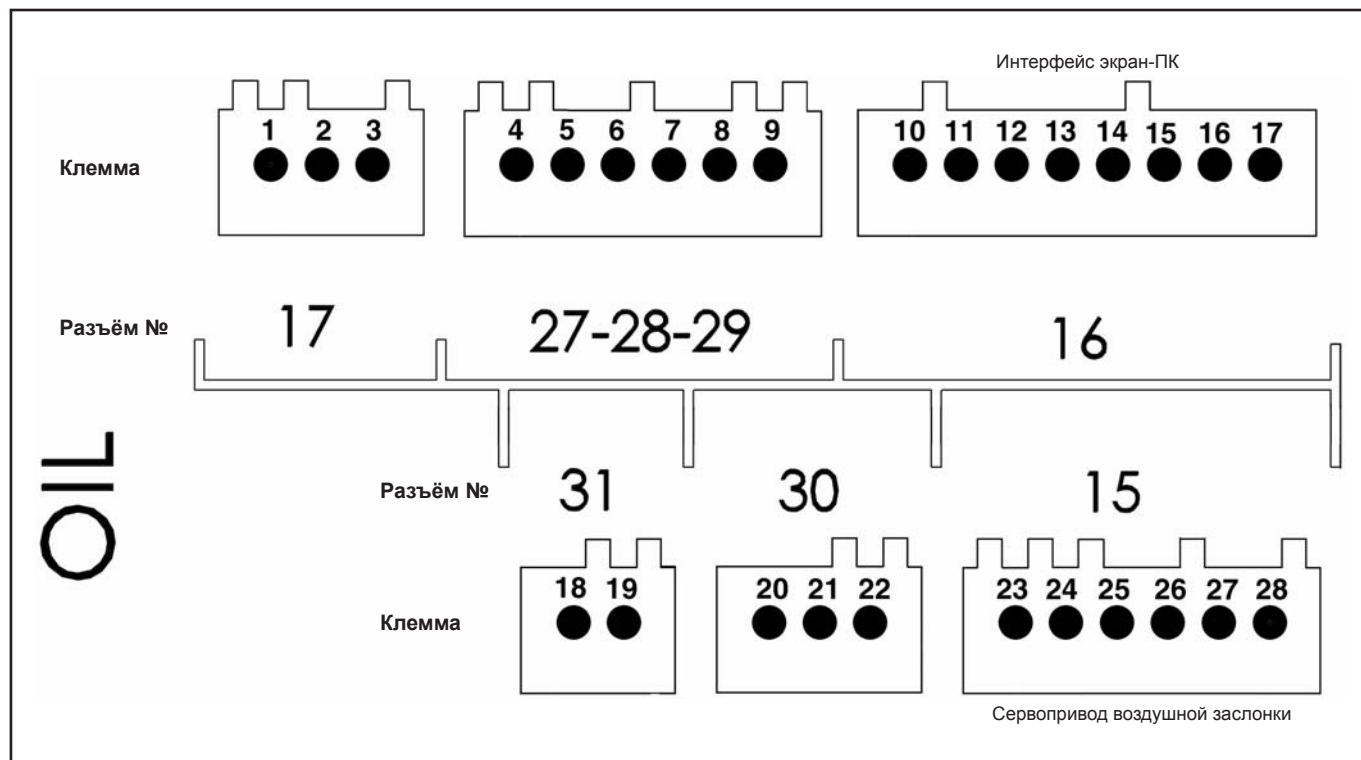 Интерфейс экран-ПК
1 2 3 4 5 6 7 8 9 10 11 12 13 14 15 16 17
Клемма
Разъём № 17 27-28-29 16
OIL
Разъём № 31 30 15
18 19 20 21 22 23 24 25 26 27 28
Клемма
Сервопривод воздушной заслонки